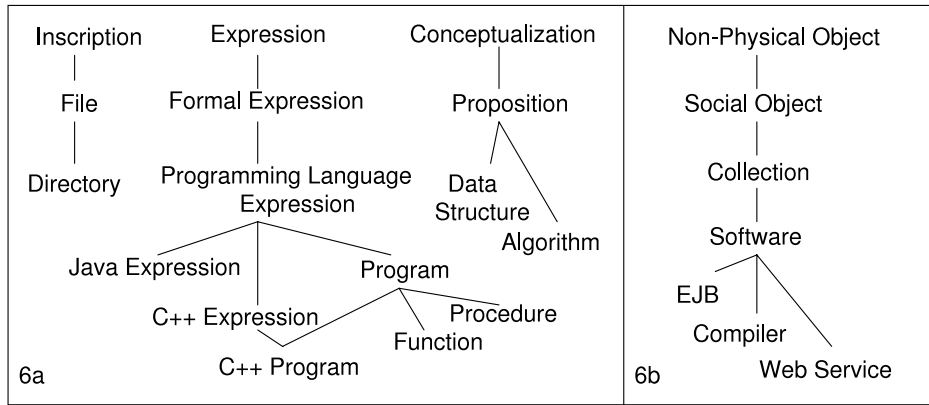 Inscription
Expression
Conceptualization
File
Formal Expression
Proposition
Directory
Programming Language
Expression
Data
Structure
Algorithm
Java Expression
Program
C++ Expression
Procedure
Function
C++ Program
6a
Non-Physical Object
Social Object
Collection
Software
EJB
Compiler
Web Service
6b